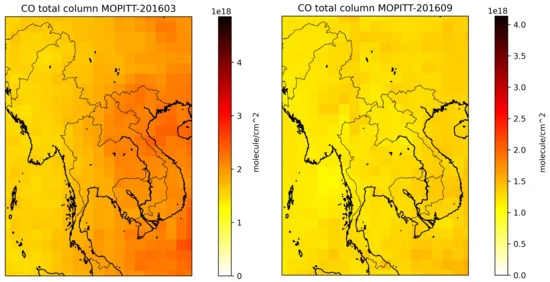 CO total column MOPITT-201603
1e18
4
3
2
1
0
molecule/cm^2
CO total column MOPITT-201609
1e18
4.0
3.5
3.0
2.5
2.0
1.5
1.0
0.5
0.0
molecule/cm^2